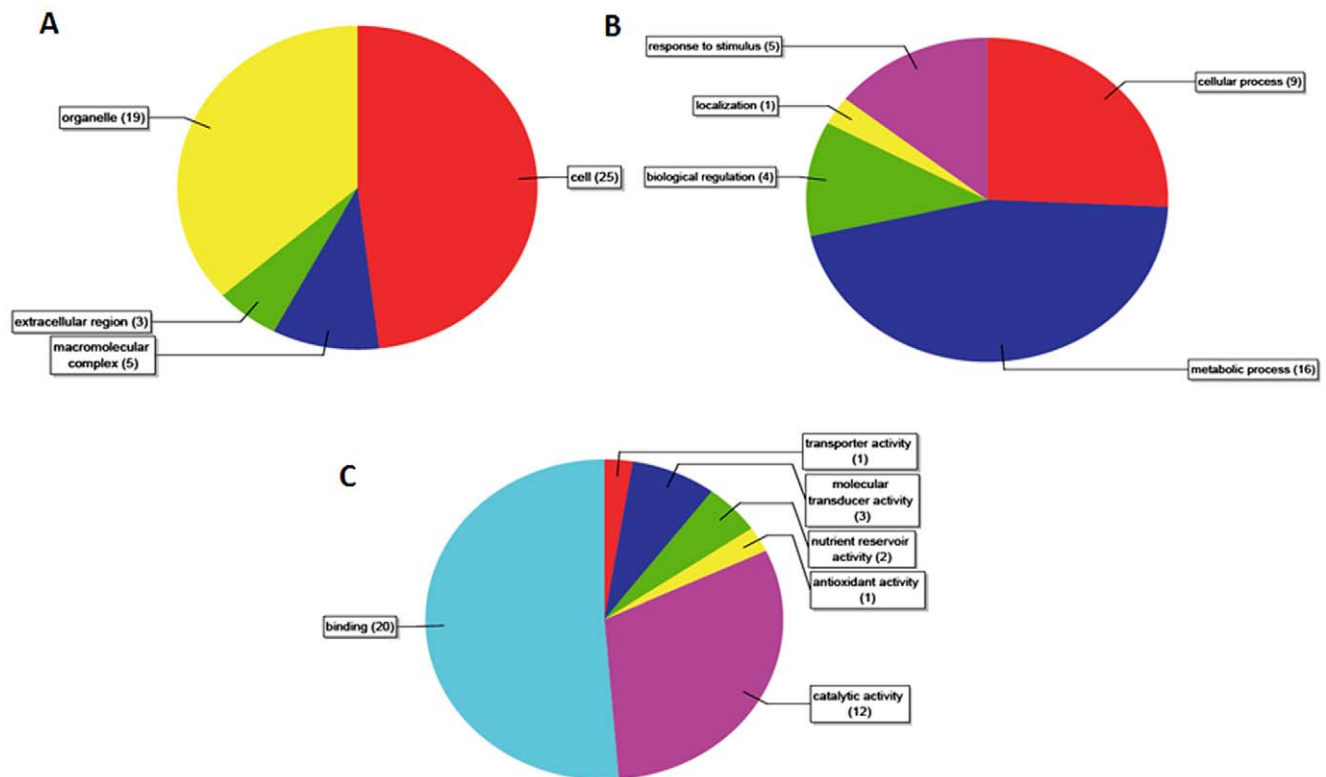 A
organelle (19)
cell (25)
extracellular region (3)
macromolecular
complex (5)
B
response to stimulus (5)
cellular process (9)
localization (1)
biological regulation (4)
metabolic process (16)
C
transporter activity
(1)
molecular
transducer activity
(3)
nutrient reservoir
activity (2)
antioxidant activity
(1)
binding (20)
catalytic activity
(12)